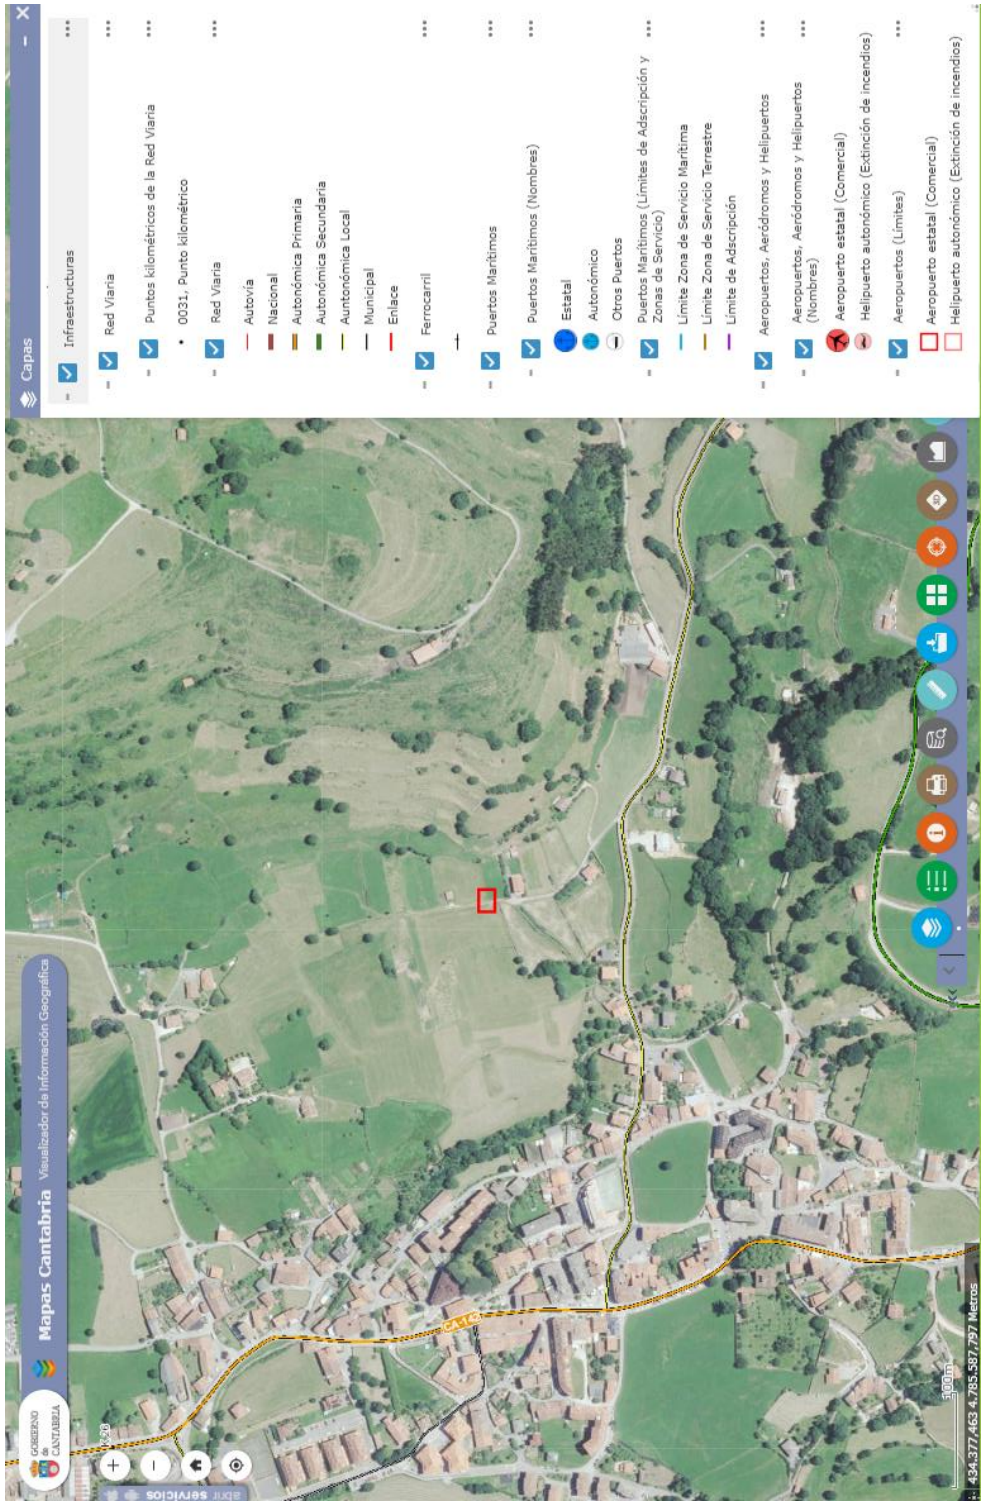 GOBIERNO
de
CANTABRIA
Mapas Cantabria Visualizador de Información Geográfica
abrir servicios
CA-142
100m
434.377,463 4.785.587,797 Metros
3D
Capas
Infraestructuras
Red Viaria
Puntos kilométricos de la Red Viaria
0031, Punto kilométrico
Red Viaria
Autovía
Nacional
Autonómica Primaria
Autonómica Secundaria
Auntonómica Local
Municipal
Enlace
Ferrocarril
Puertos Marítimos
Puertos Marítimos (Nombres)
Estatal
Autonómico
Otros Puertos
Puertos Marítimos (Límites de Adscripción y
Zonas de Servicio)
Límite Zona de Servicio Marítima
Límite Zona de Servicio Terrestre
Límite de Adscripción
Aeropuertos, Aeródromos y Helipuertos
Aeropuertos, Aeródromos y Helipuertos
(Nombres)
Aeropuerto estatal (Comercial)
Helipuerto autonómico (Extinción de incendios)
Aeropuertos (Límites)
Aeropuerto estatal (Comercial)
Helipuerto autonómico (Extinción de incendios)